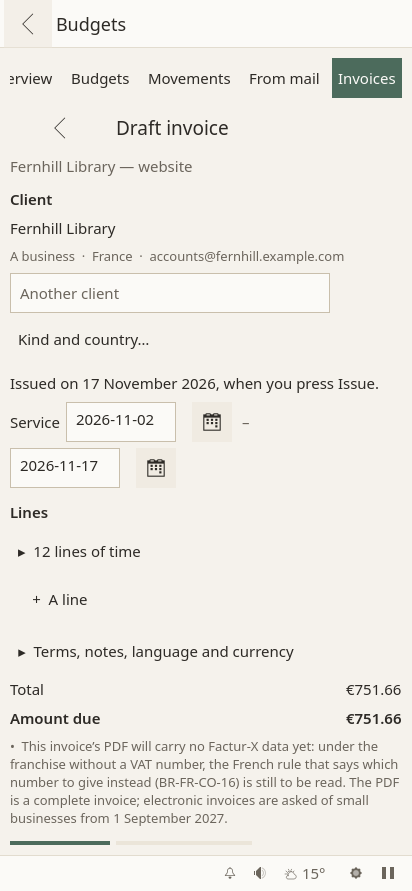 Budgets
erview Budgets Movements From mail Invoices
Draft invoice
Fernhill Library — website
Client
Fernhill Library
A business · France · accounts@fernhill.example.com
Another client
Kind and country…
Issued on 17 November 2026, when you press Issue.
Service 2026-11-02 –
2026-11-17
Lines
▸ 12 lines of time
+ A line
▸ Terms, notes, language and currency
Total €751.66
Amount due €751.66
• This invoice’s PDF will carry no Factur-X data yet: under the
franchise without a VAT number, the French rule that says which
number to give instead (BR-FR-CO-16) is still to be read. The PDF
is a complete invoice; electronic invoices are asked of small
businesses from 1 September 2027.
15°